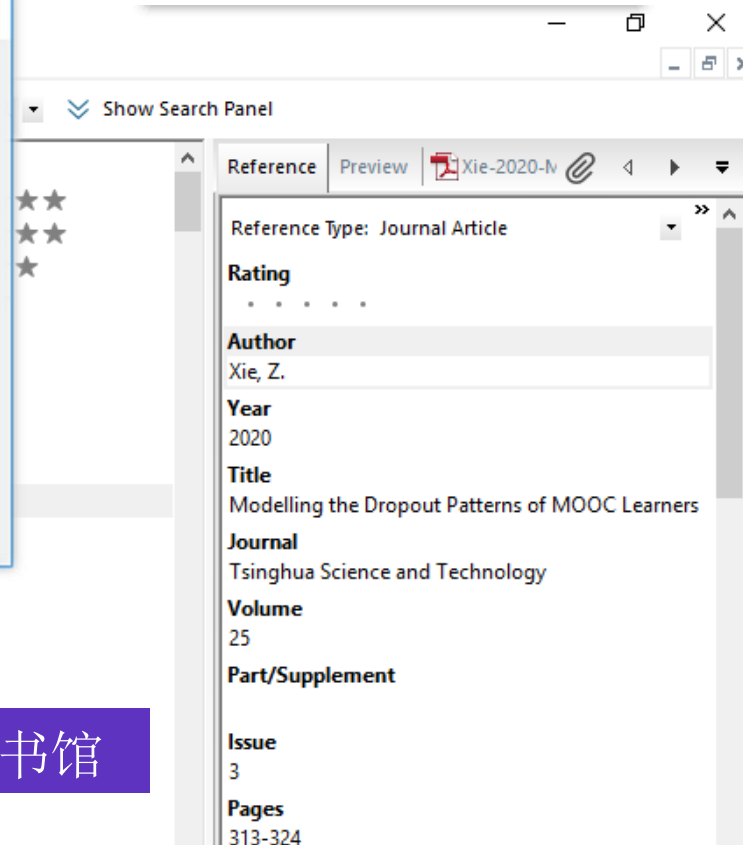 Show Search Panel
Reference
Preview
Xie-2020-M
Reference Type: Journal Article
Rating
Author
Xie, Z.
Year
2020
Title
Modelling the Dropout Patterns of MOOC Learners
Journal
Tsinghua Science and Technology
Volume
25
Part/Supplement
书馆
Issue
3
Pages
313-324